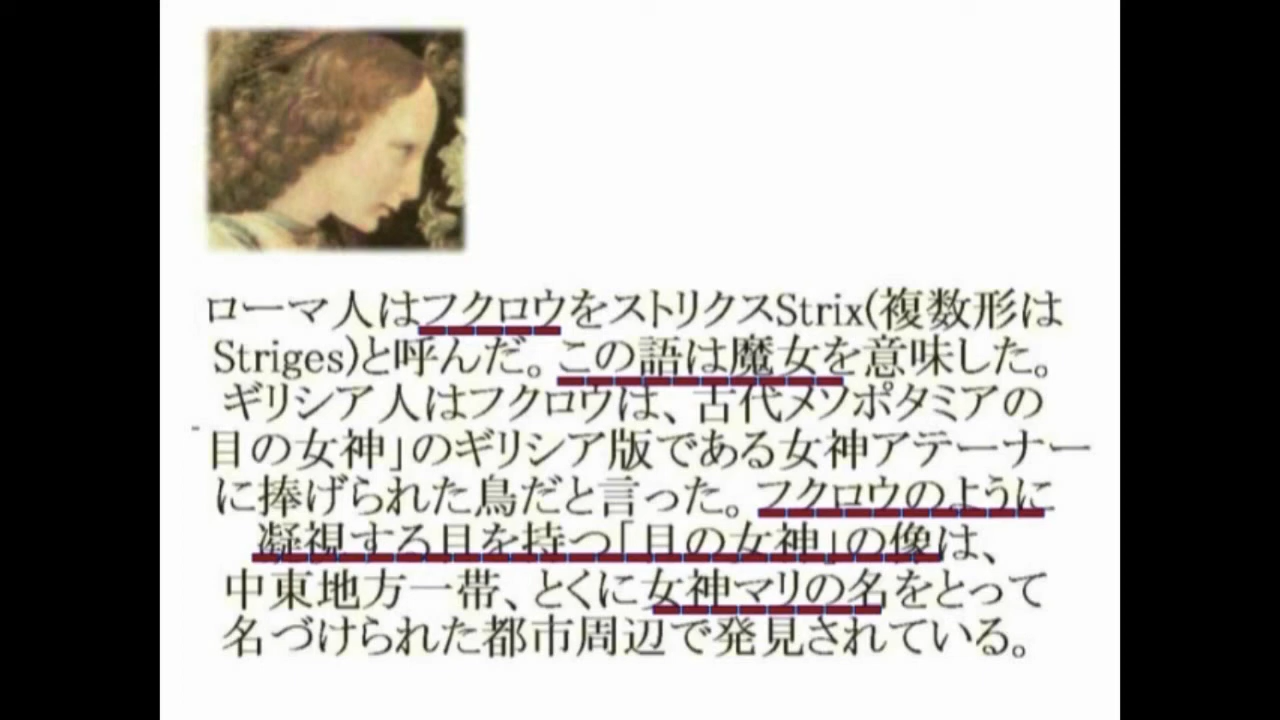 ローマ人はフクロウをストリクスStrix(複数形は
Striges)と呼んだ。この語は魔女を意味した。
ギリシア人はフクロウは、古代メソポタミアの
目の女神」のギリシア版である女神アテーナー
に捧げられた鳥だと言った。フクロウのように
凝視する目を持つ「目の女神」の像は、
中東地方一帯、とくに女神マリの名をとって
名づけられた都市周辺で発見されている。